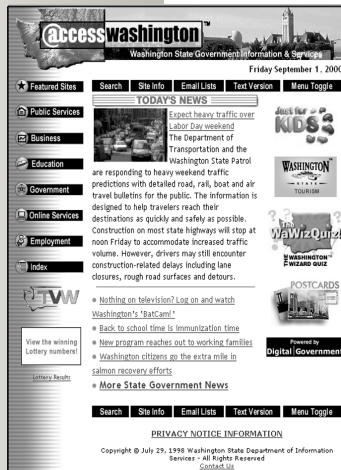 access washington™
Washington State Government Information & Services
Friday September 1, 2000
Featured Sites
Public Services
Business
Education
Government
Online Services
Employment
Index
TVW
View the winning
Lottery numbers!
Lottery Results
Search Site Info Email Lists Text Version Menu Toggle
TODAY'S NEWS
Expect heavy traffic over
Labor Day weekend
The Department of
Transportation and the
Washington State Patrol
are responding to heavy weekend traffic
predictions with detailed road, rail, boat and air
travel bulletins for the public. The information is
designed to help travelers reach their
destinations as quickly and safely as possible.
Construction on most state highways will stop at
noon Friday to accommodate increased traffic
volume. However, drivers may still encounter
construction-related delays including lane
closures, rough road surfaces and detours.
Nothing on television? Log on and watch
Washington's 'BatCam!'
Back to school time is immunization time
New program reaches out to working families
Washington citizens go the extra mile in
salmon recovery efforts
More State Government News
Just for
KIDS
WASHINGTON
STATE
TOURISM
The
WaWizQuiz!
THE WASHINGTON
WIZARD QUIZ
POSTCARDS
Powered by
Digital Government
Search Site Info Email Lists Text Version Menu Toggle
PRIVACY NOTICE INFORMATION
Copyright © July 29, 1998 Washington State Department of Information
Services - All Rights Reserved
Contact Us